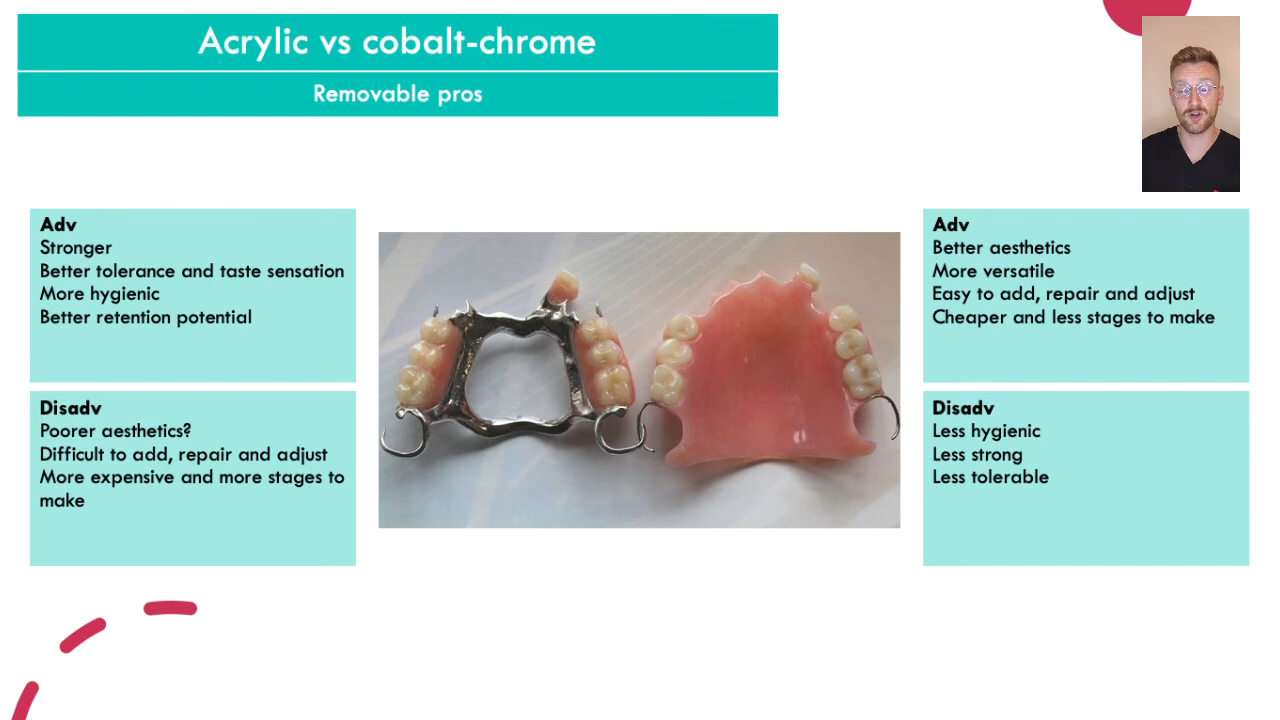 Acrylic vs cobalt-chrome
Removable pros
Adv
Stronger
Better tolerance and taste sensation
More hygienic
Better retention potential
Disadv
Poorer aesthetics?
Difficult to add, repair and adjust
More expensive and more stages to
make
Adv
Better aesthetics
More versatile
Easy to add, repair and adjust
Cheaper and less stages to make
Disadv
Less hygienic
Less strong
Less tolerable